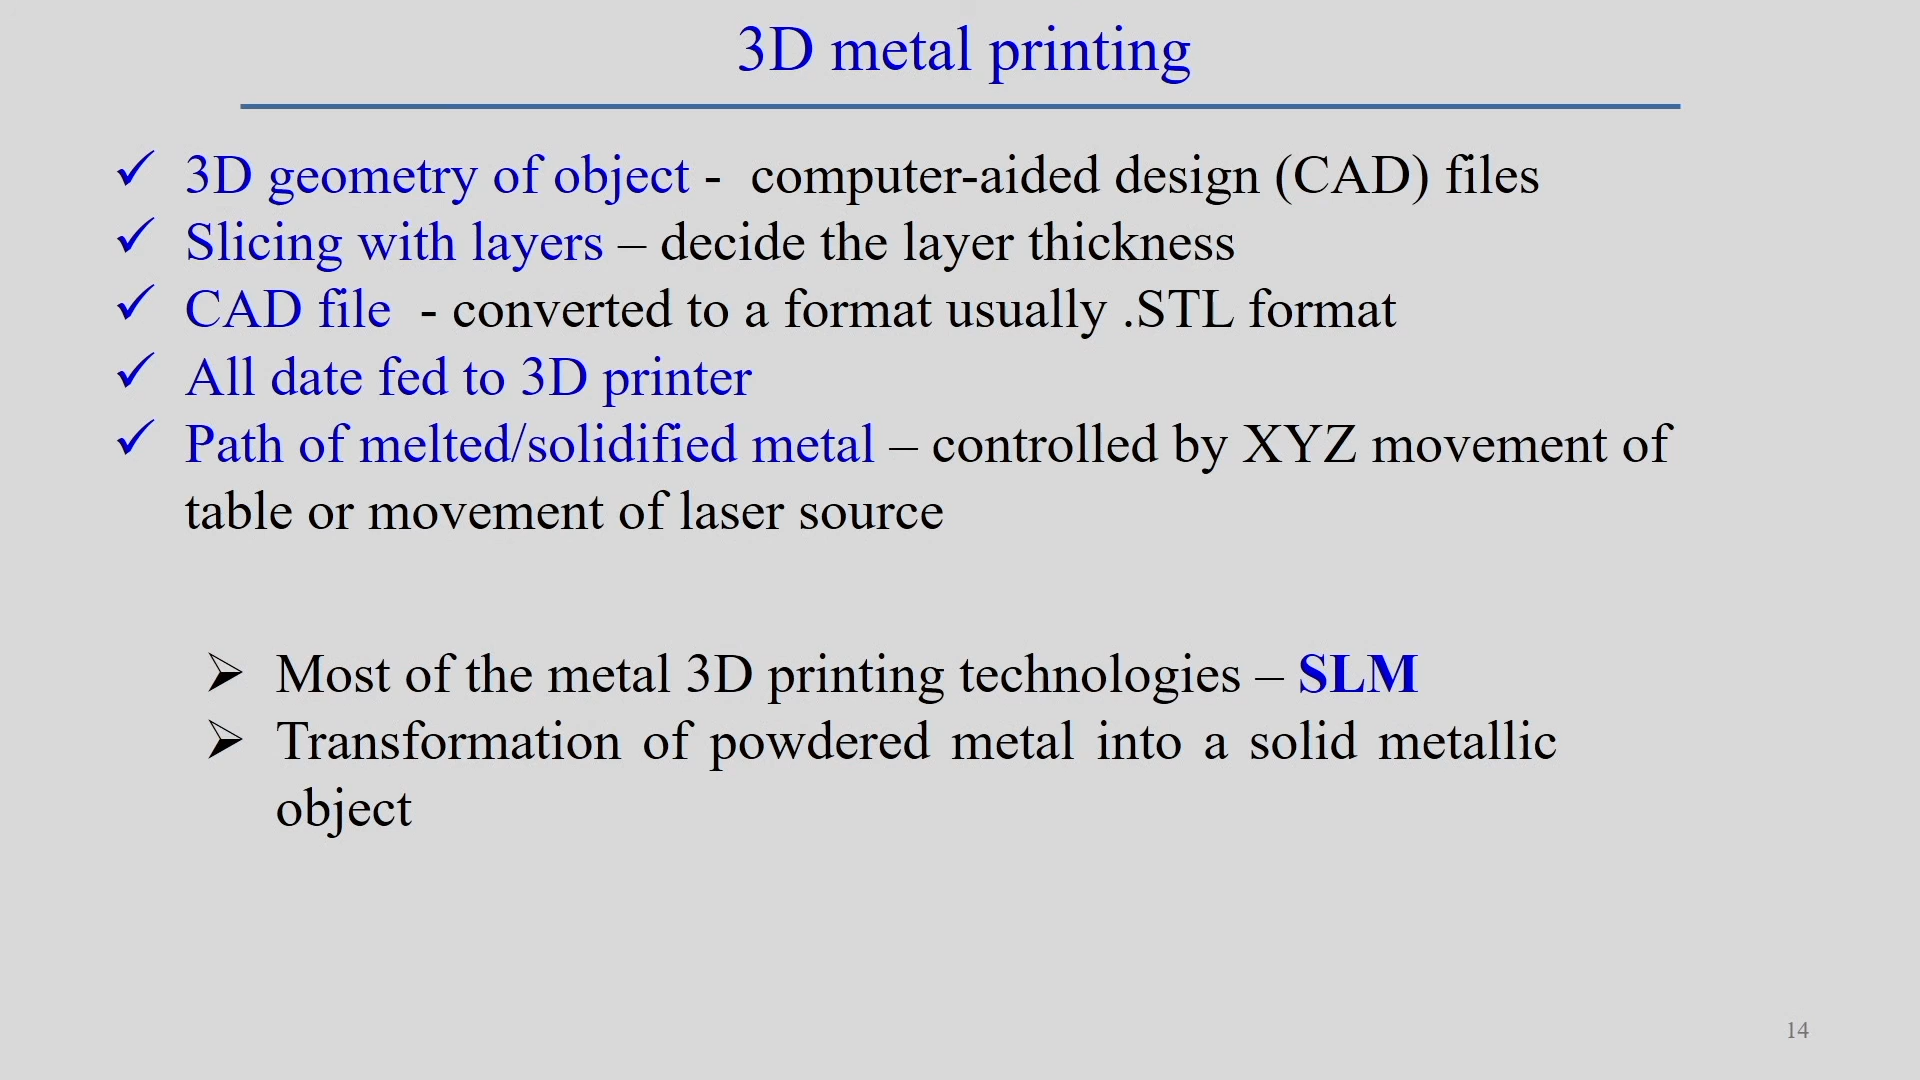 3D metal printing
✓ 3D geometry of object - computer-aided design (CAD) files
✓ Slicing with layers – decide the layer thickness
✓ CAD file - converted to a format usually .STL format
✓ All date fed to 3D printer
✓ Path of melted/solidified metal – controlled by XYZ movement of
table or movement of laser source
➢ Most of the metal 3D printing technologies – SLM
➢ Transformation of powdered metal into a solid metallic
object
14